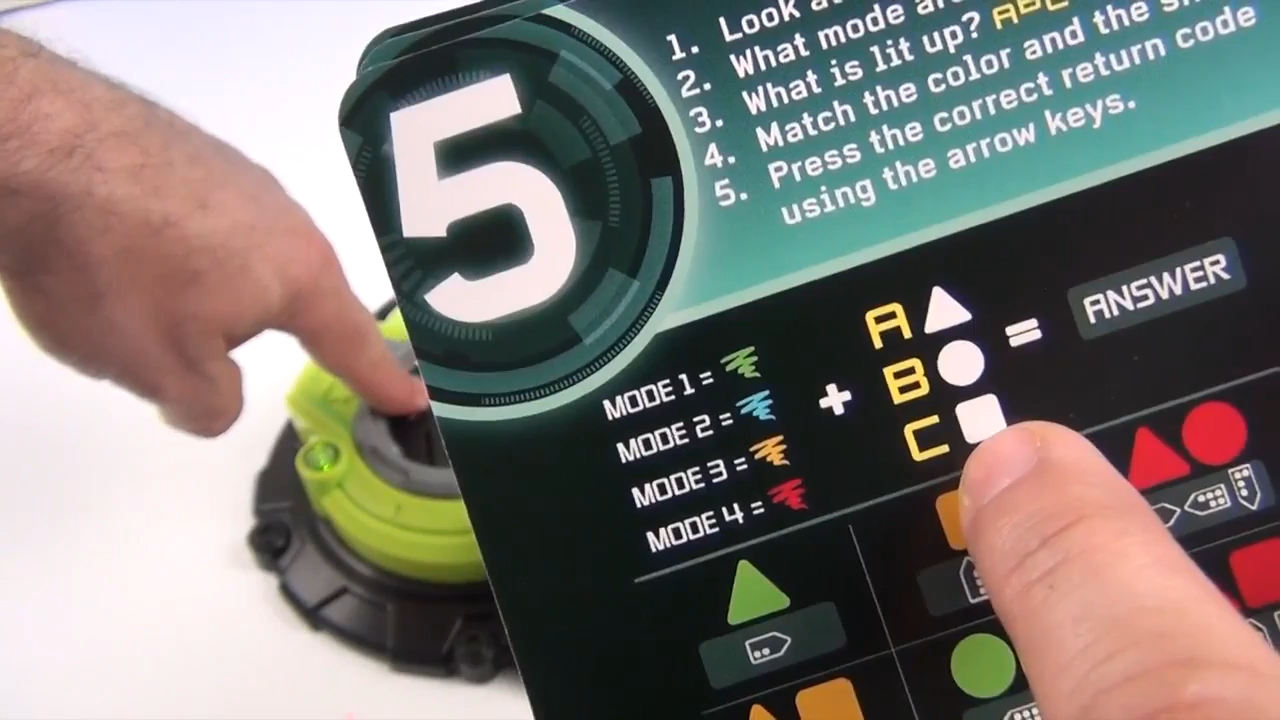 5
1. Look
2. What mode
3. What is lit up? ABC
4. Match the color and the
5. Press the correct return code
using the arrow keys.
MODE 1 =
MODE 2 =
MODE 3 =
MODE 4 =
+
A
B
C
= ANSWER